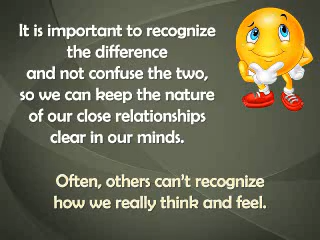 It is important to recognize
the difference
and not confuse the two,
so we can keep the nature
of our close relationships
clear in our minds.
Often, others can't recognize
how we really think and feel.